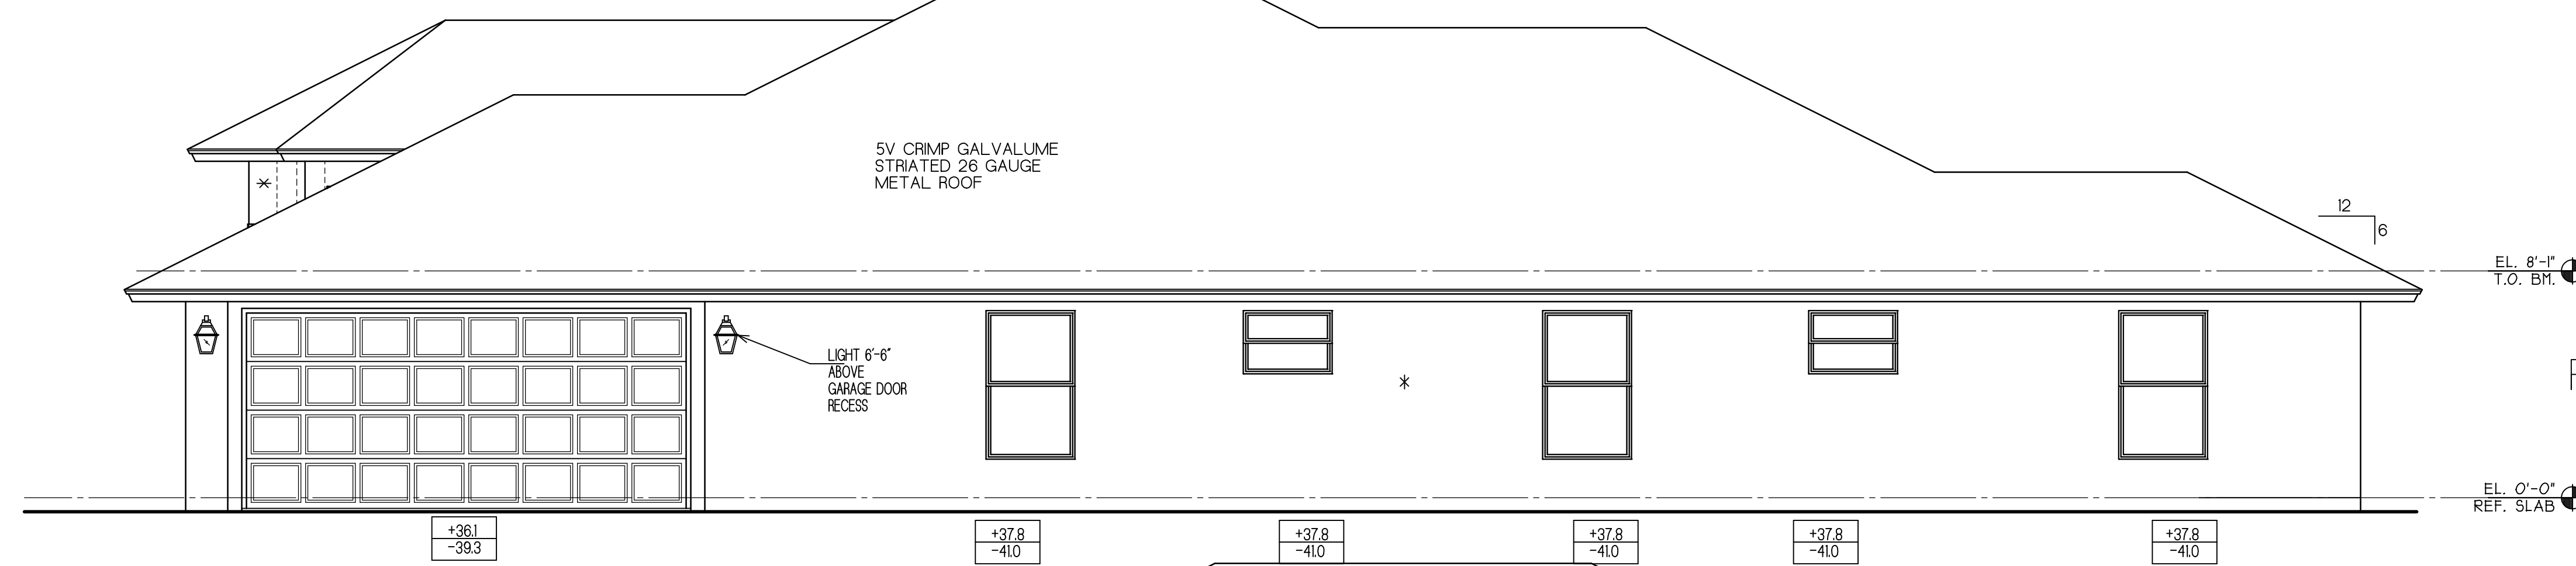 5V CRIMP GALVALUME
STRIATED 26 GAUGE
METAL ROOF
12
6
EL. 8'-1"
T.O. BM.
LIGHT 6'-6"
ABOVE
GARAGE DOOR
RECESS
EL. 0'-0"
REF. SLAB
+36.1
-39.3
+37.8
-41.0
+37.8
-41.0
+37.8
-41.0
+37.8
-41.0
+37.8
-41.0